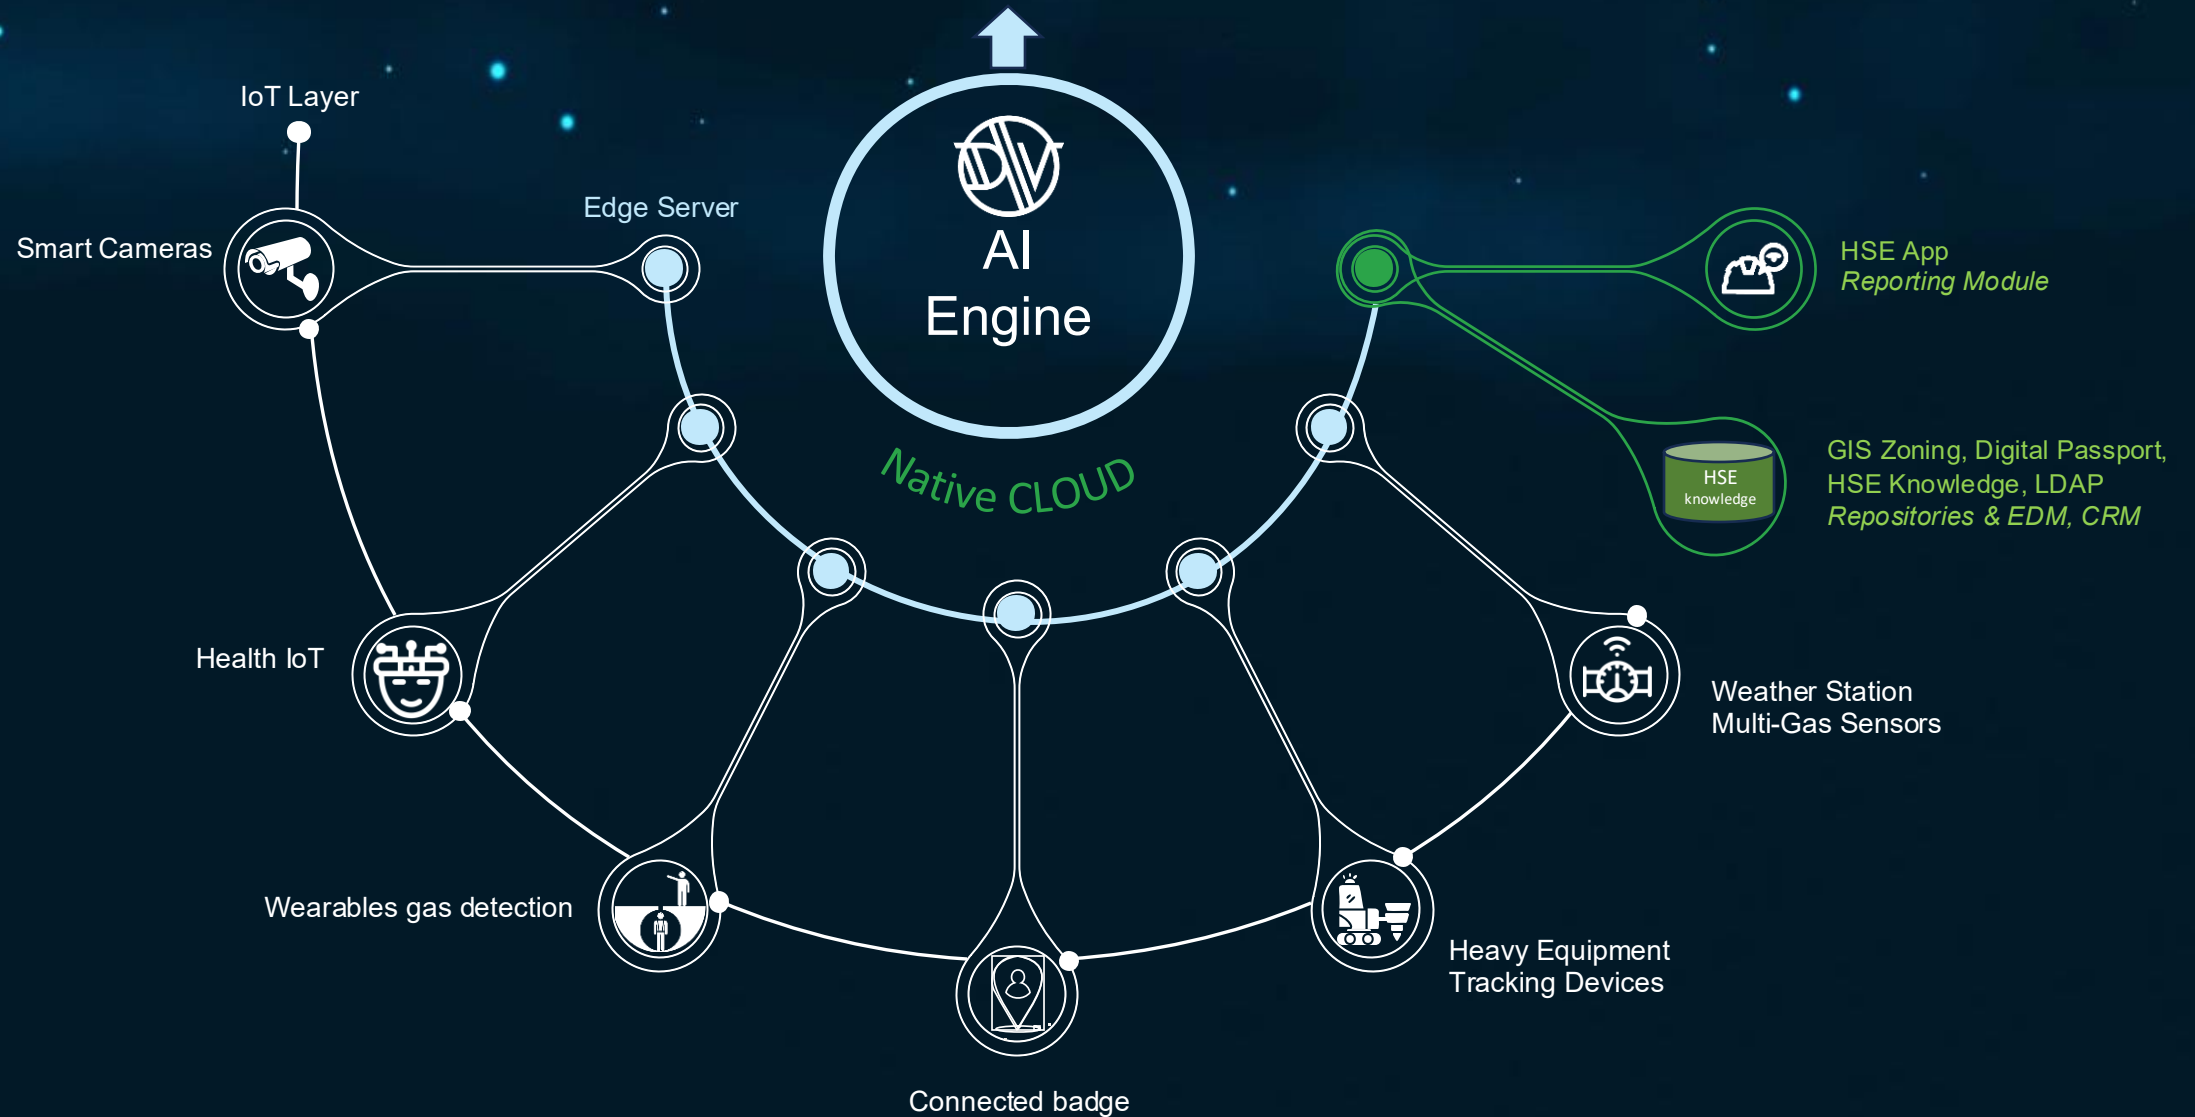 IoT Layer
Smart Cameras
Edge Server
DV
AI
Engine
Native CLOUD
HSE App
Reporting Module
HSE
knowledge
GIS Zoning, Digital Passport,
HSE Knowledge, LDAP
Repositories & EDM, CRM
Health IoT
Weather Station
Multi-Gas Sensors
Wearables gas detection
Heavy Equipment
Tracking Devices
Connected badge